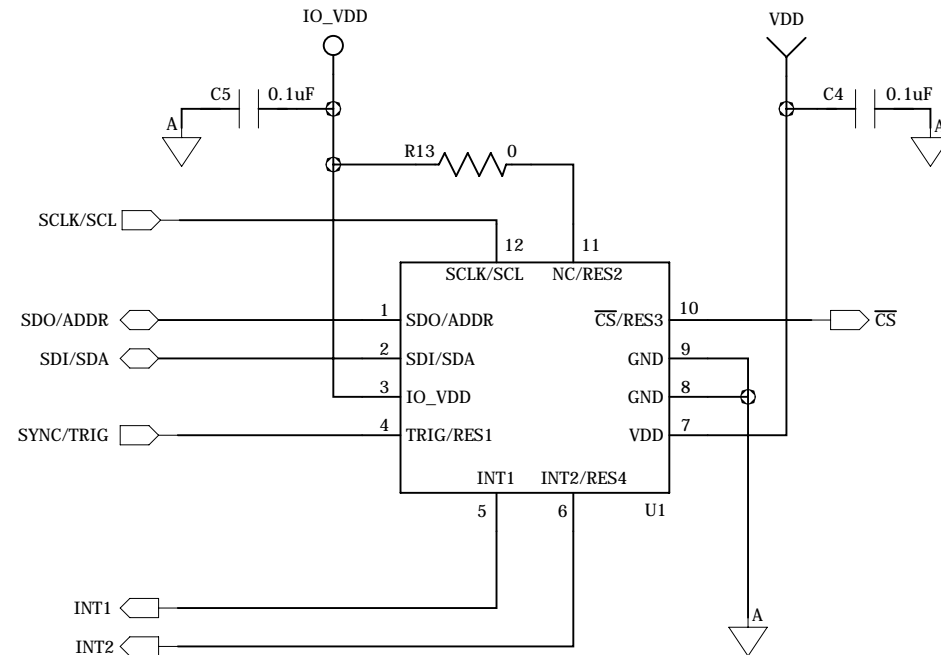 IO_VDD
VDD
C5 0.1uF
C4 0.1uF
A
A
R13 0
SCLK/SCL
12
11
SCLK/SCL
NC/RES2
SDO/ADDR
1
SDO/ADDR
C̅S̅/RES3
10
C̅S̅
SDI/SDA
2
SDI/SDA
GND
9
3
IO_VDD
GND
8
SYNC/TRIG
4
TRIG/RES1
VDD
7
INT1
INT2/RES4
5
6
U1
INT1
A
INT2